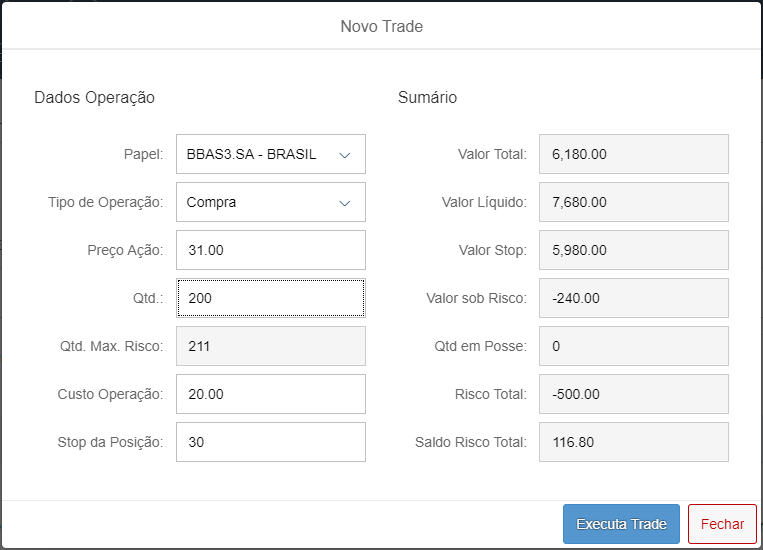 Novo Trade
Dados Operação
Papel: BBAS3.SA - BRASIL
Tipo de Operação: Compra
Preço Ação: 31.00
Qtd.: 200
Qtd. Max. Risco: 211
Custo Operação: 20.00
Stop da Posição: 30
Sumário
Valor Total: 6,180.00
Valor Líquido: 7,680.00
Valor Stop: 5,980.00
Valor sob Risco: -240.00
Qtd em Posse: 0
Risco Total: -500.00
Saldo Risco Total: 116.80
Executa Trade
Fechar